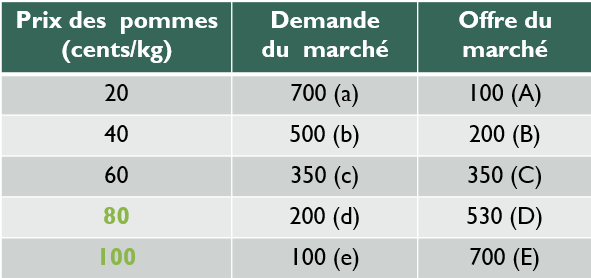 Prix des pommes Demande Offre du
(cents/kg) du marché marché
20 700 (a) 100 (A)
40 500 (b) 200 (B)
60 350 (c) 350 (C)
80 200 (d) 530 (D)
100 100 (e) 700 (E)